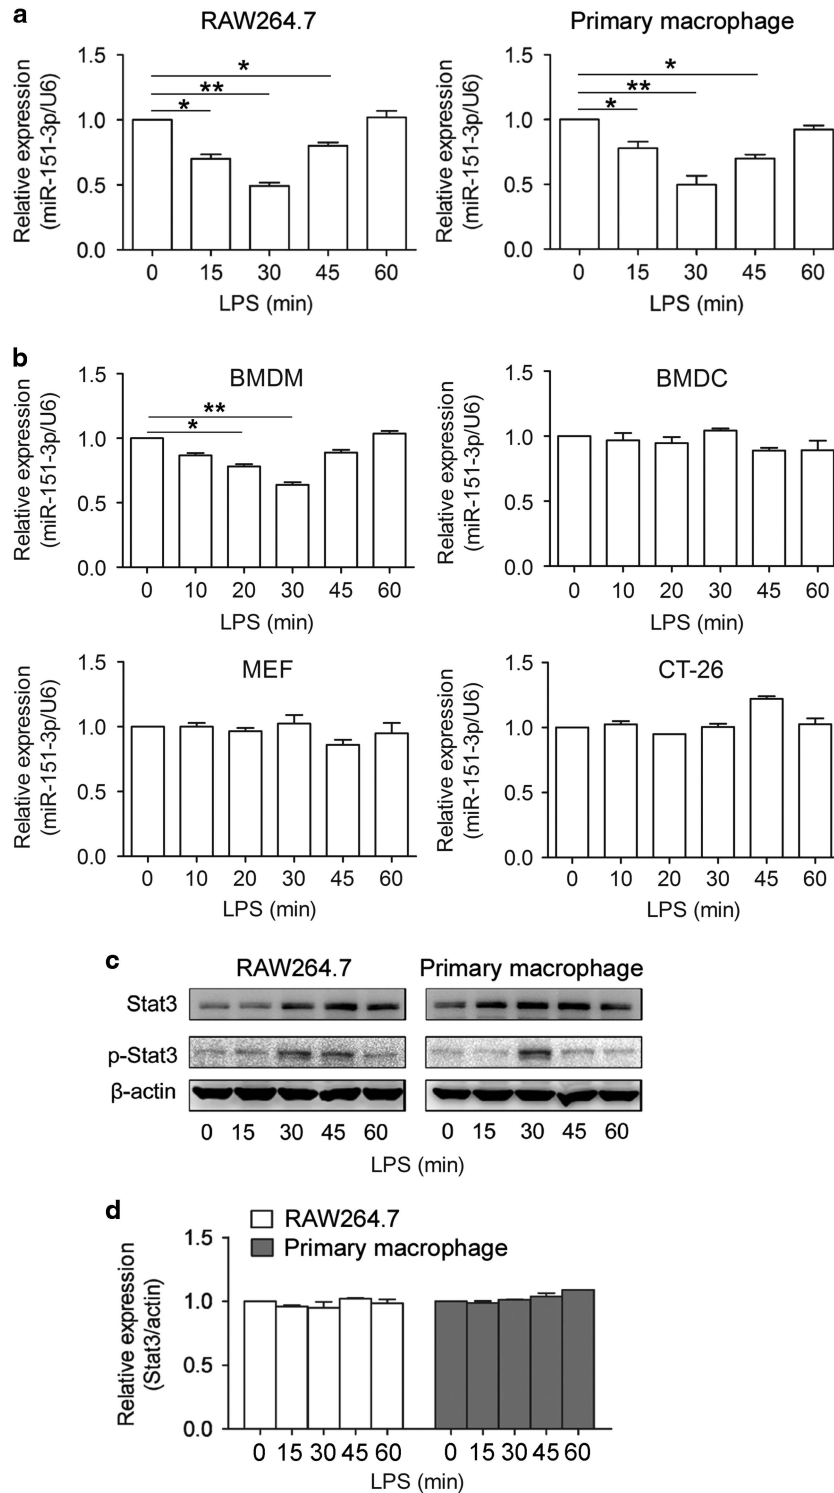 a
RAW264.7
Primary macrophage
Relative expression
(miR-151-3p/U6)
1.5
1.0
0.5
0.0
*
**
*
0 15 30 45 60
LPS (min)
Relative expression
(miR-151-3p/U6)
1.5
1.0
0.5
0.0
*
**
*
0 15 30 45 60
LPS (min)
b
BMDM
Relative expression
(miR-151-3p/U6)
1.5
1.0
0.5
0.0
**
*
0 10 20 30 45 60
LPS (min)
BMDC
Relative expression
(miR-151-3p/U6)
1.5
1.0
0.5
0.0
0 10 20 30 45 60
LPS (min)
MEF
Relative expression
(miR-151-3p/U6)
1.5
1.0
0.5
0.0
0 10 20 30 45 60
LPS (min)
CT-26
Relative expression
(miR-151-3p/U6)
1.5
1.0
0.5
0.0
0 10 20 30 45 60
LPS (min)
c
RAW264.7 Primary macrophage
Stat3
p-Stat3
β-actin
0 15 30 45 60 0 15 30 45 60
LPS (min)
d
RAW264.7
Primary macrophage
Relative expression
(Stat3/actin)
1.5
1.0
0.5
0.0
0 15 30 45 60 0 15 30 45 60
LPS (min)